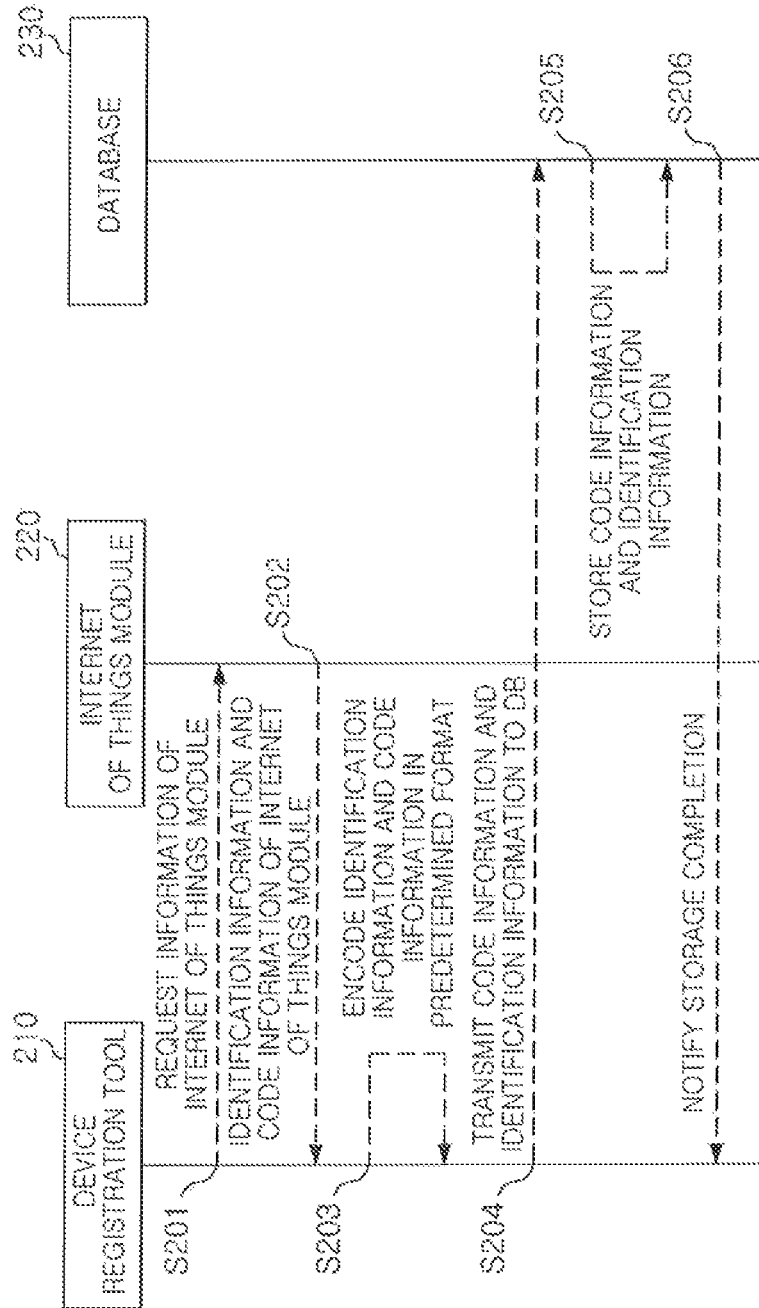 210
DEVICE
REGISTRATION TOOL
220
INTERNET
OF THINGS MODULE
230
DATABASE
S201
REQUEST INFORMATION OF
INTERNET OF THINGS MODULE
IDENTIFICATION INFORMATION AND
CODE INFORMATION OF INTERNET
OF THINGS MODULE
S202
S203
ENCODE IDENTIFICATION
INFORMATION AND CODE
INFORMATION IN
PREDETERMINED FORMAT
S204
TRANSMIT CODE INFORMATION AND
IDENTIFICATION INFORMATION TO DB
STORE CODE INFORMATION
AND IDENTIFICATION
INFORMATION
S205
NOTIFY STORAGE COMPLETION
S206